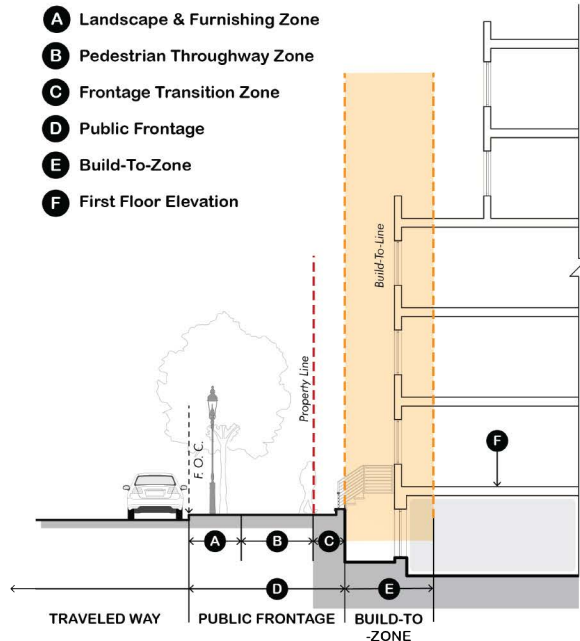 A Landscape & Furnishing Zone
B Pedestrian Throughway Zone
C Frontage Transition Zone
D Public Frontage
E Build-To-Zone
F First Floor Elevation
Build-To-Line
Property Line
F. O. C.
F
A B C
D E
TRAVELED WAY PUBLIC FRONTAGE BUILD-TO
-ZONE